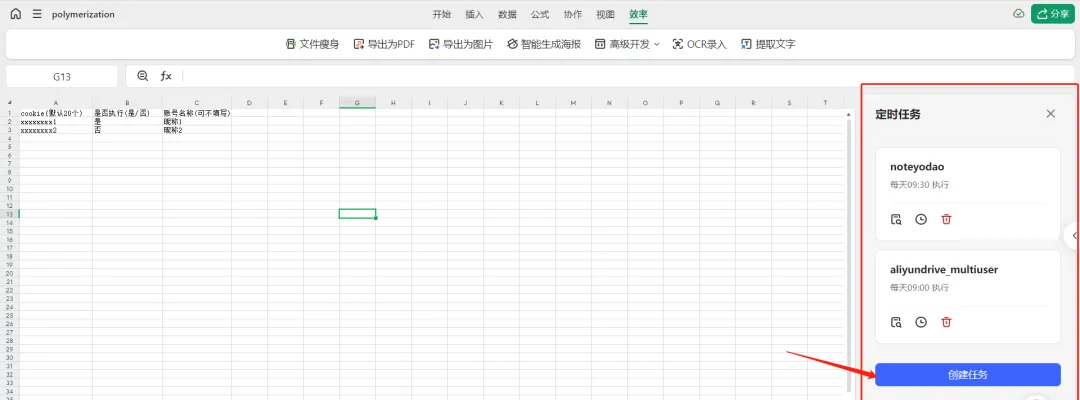 polymerization
开始 插入 数据 公式 协作 视图 效率
分享
文件瘦身 导出为PDF 导出为图片 智能生成海报 高级开发 OCR录入 提取文字
G13 fx
A B C D E F G H I J K L M N O P Q R S T
1 cookie(默认20个) 是否执行(是/否) 账号名称(可不填写)
2 xxxxxxxx1 是 昵称1
3 xxxxxxxx2 否 昵称2
4
5
6
7
8
9
10
11
12
13
14
15
16
17
18
19
20
21
22
23
24
25
26
27
28
29
30
31
32
33
34
定时任务
noteyodao
每天09:30 执行
aliyundrive_multiuser
每天09:00 执行
创建任务